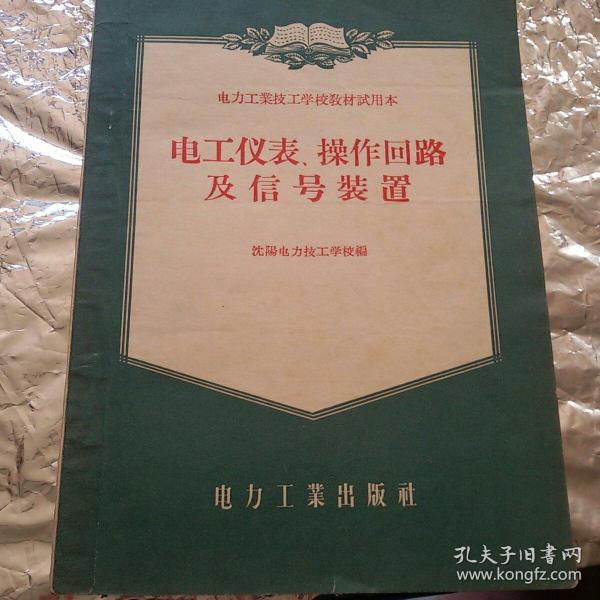 电力工業技工学校教材試用本
电工仪表、操作回路
及信号裝置
沈陽电力技工学校編
电力工業出版社
孔夫子旧書网
www.kongfz.com